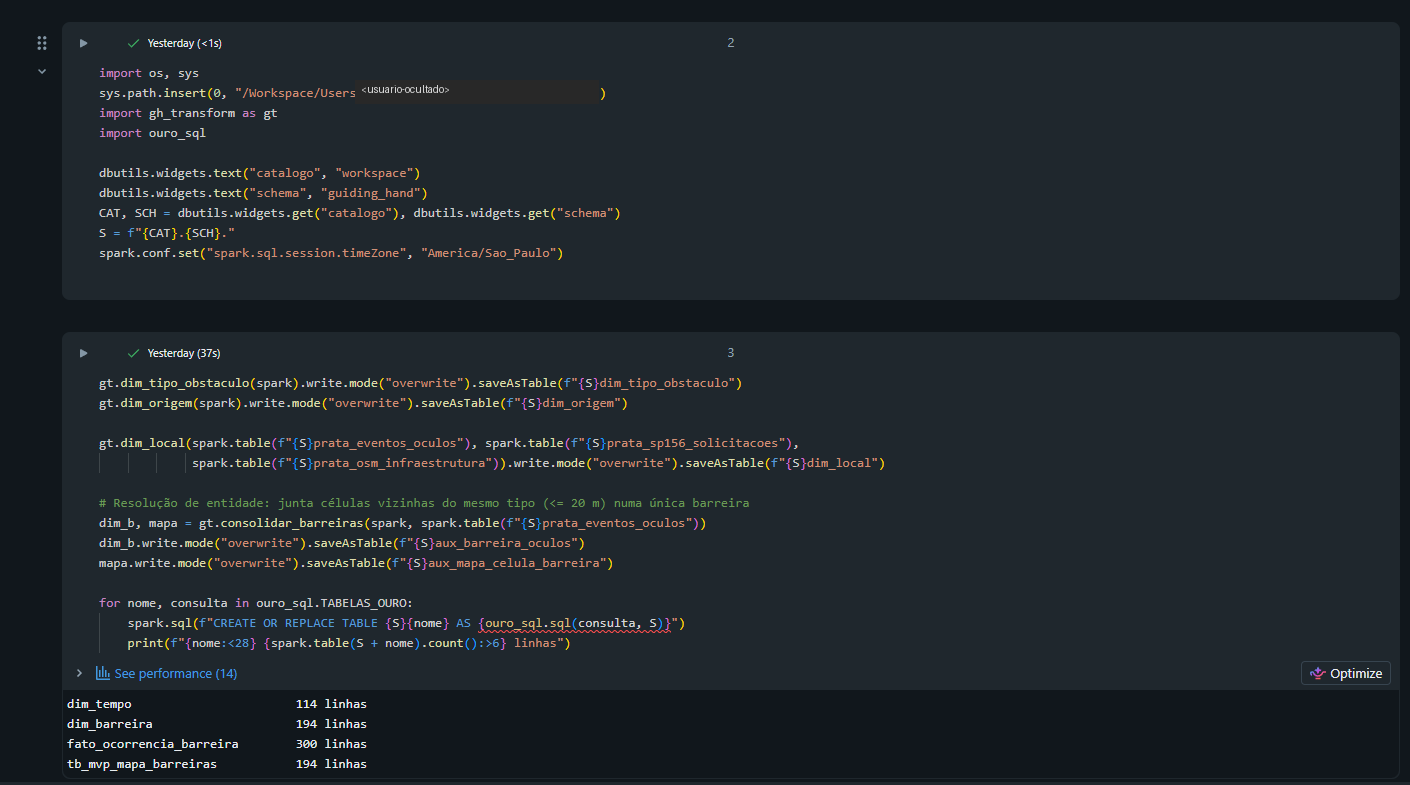 Yesterday (<1s)
2
import os, sys
sys.path.insert(0, "/Workspace/Users <usuario-ocultado> )
import gh_transform as gt
import ouro_sql
dbutils.widgets.text("catalogo", "workspace")
dbutils.widgets.text("schema", "guiding_hand")
CAT, SCH = dbutils.widgets.get("catalogo"), dbutils.widgets.get("schema")
S = f"{CAT}.{SCH}."
spark.conf.set("spark.sql.session.timeZone", "America/Sao_Paulo")
Yesterday (37s)
3
gt.dim_tipo_obstaculo(spark).write.mode("overwrite").saveAsTable(f"{S}dim_tipo_obstaculo")
gt.dim_origem(spark).write.mode("overwrite").saveAsTable(f"{S}dim_origem")
gt.dim_local(spark.table(f"{S}prata_eventos_oculos"), spark.table(f"{S}prata_sp156_solicitacoes"),
spark.table(f"{S}prata_osm_infraestrutura")).write.mode("overwrite").saveAsTable(f"{S}dim_local")
# Resolução de entidade: junta células vizinhas do mesmo tipo (<= 20 m) numa única barreira
dim_b, mapa = gt.consolidar_barreiras(spark, spark.table(f"{S}prata_eventos_oculos"))
dim_b.write.mode("overwrite").saveAsTable(f"{S}aux_barreira_oculos")
mapa.write.mode("overwrite").saveAsTable(f"{S}aux_mapa_celula_barreira")
for nome, consulta in ouro_sql.TABELAS_OURO:
spark.sql(f"CREATE OR REPLACE TABLE {S}{nome} AS {ouro_sql.sql(consulta, S)}")
print(f"{nome:<28} {spark.table(S + nome).count():>6} linhas")
See performance (14)
Optimize
dim_tempo 114 linhas
dim_barreira 194 linhas
fato_ocorrencia_barreira 300 linhas
tb_mvp_mapa_barreiras 194 linhas